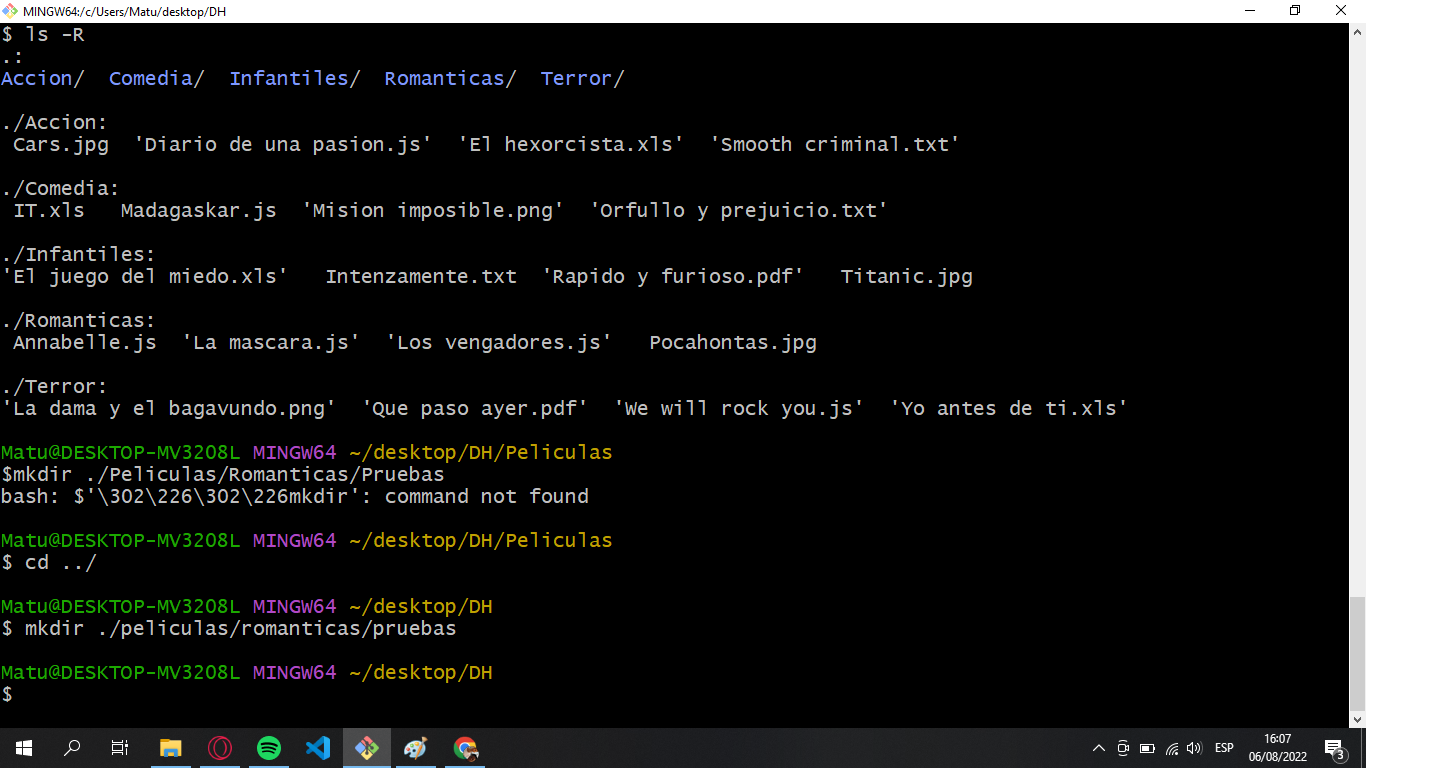 MINGW64:/c/Users/Matu/desktop/DH
$ ls -R
.:
Accion/  Comedia/  Infantiles/  Romanticas/  Terror/
./Accion:
 Cars.jpg  'Diario de una pasion.js'  'El hexorcista.xls'  'Smooth criminal.txt'
./Comedia:
 IT.xls   Madagaskar.js  'Mision imposible.png'  'Orfullo y prejuicio.txt'
./Infantiles:
'El juego del miedo.xls'   Intenzamente.txt  'Rapido y furioso.pdf'   Titanic.jpg
./Romanticas:
 Annabelle.js  'La mascara.js'  'Los vengadores.js'   Pocahontas.jpg
./Terror:
'La dama y el bagavundo.png'  'Que paso ayer.pdf'  'We will rock you.js'  'Yo antes de ti.xls'
Matu@DESKTOP-MV3208L MINGW64 ~/desktop/DH/Peliculas
$mkdir ./Peliculas/Romanticas/Pruebas
bash: $'\302\226\302\226mkdir': command not found
Matu@DESKTOP-MV3208L MINGW64 ~/desktop/DH/Peliculas
$ cd ../
Matu@DESKTOP-MV3208L MINGW64 ~/desktop/DH
$ mkdir ./peliculas/romanticas/pruebas
Matu@DESKTOP-MV3208L MINGW64 ~/desktop/DH
$
ESP
16:07
06/08/2022
3